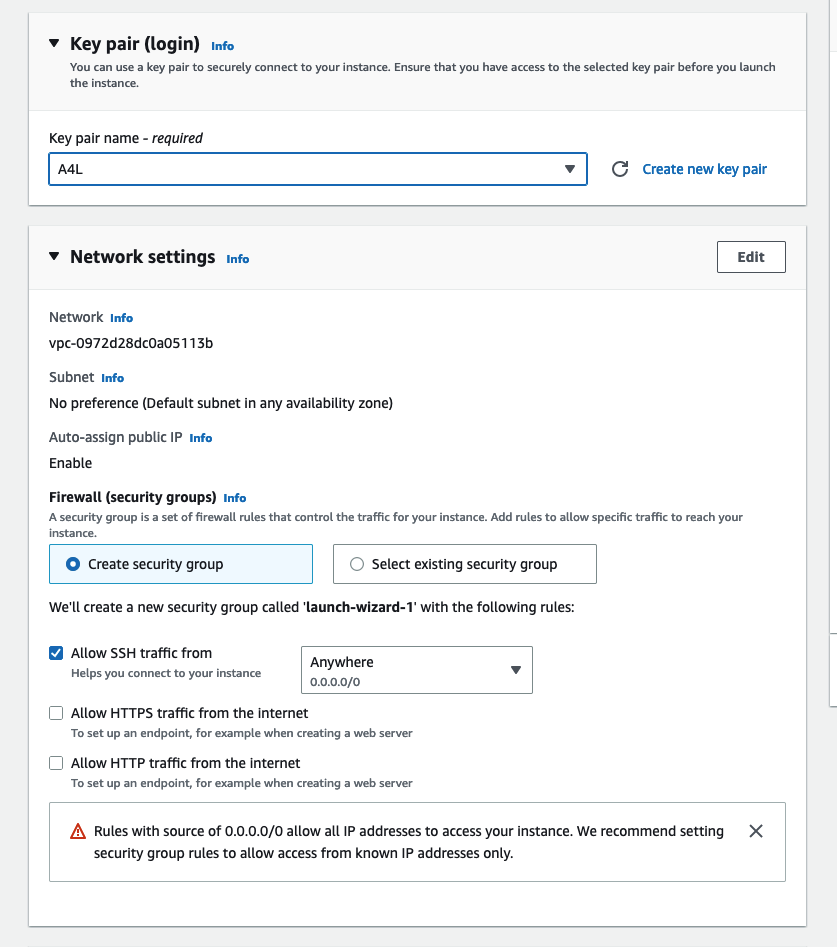 Key pair (login) Info
You can use a key pair to securely connect to your instance. Ensure that you have access to the selected key pair before you launch
the instance.
Key pair name - required
A4L
Create new key pair
Network settings Info
Edit
Network Info
vpc-0972d28dc0a05113b
Subnet Info
No preference (Default subnet in any availability zone)
Auto-assign public IP Info
Enable
Firewall (security groups) Info
A security group is a set of firewall rules that control the traffic for your instance. Add rules to allow specific traffic to reach your
instance.
Create security group
Select existing security group
We'll create a new security group called 'launch-wizard-1' with the following rules:
Allow SSH traffic from
Helps you connect to your instance
Anywhere
0.0.0.0/0
Allow HTTPS traffic from the internet
To set up an endpoint, for example when creating a web server
Allow HTTP traffic from the internet
To set up an endpoint, for example when creating a web server
Rules with source of 0.0.0.0/0 allow all IP addresses to access your instance. We recommend setting
security group rules to allow access from known IP addresses only.